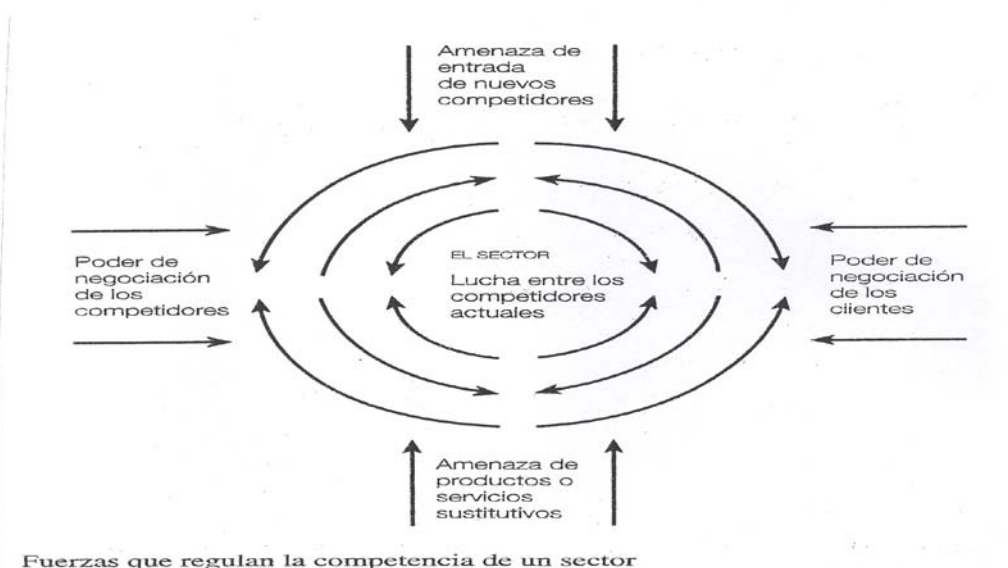 Amenaza de
entrada
de nuevos
competidores
Poder de
negociación
de los
competidores
EL SECTOR
Lucha entre los
competidores
actuales
Poder de
negociación
de los
clientes
Amenaza de
productos o
servicios
sustitutivos
Fuerzas que regulan la competencia de un sector